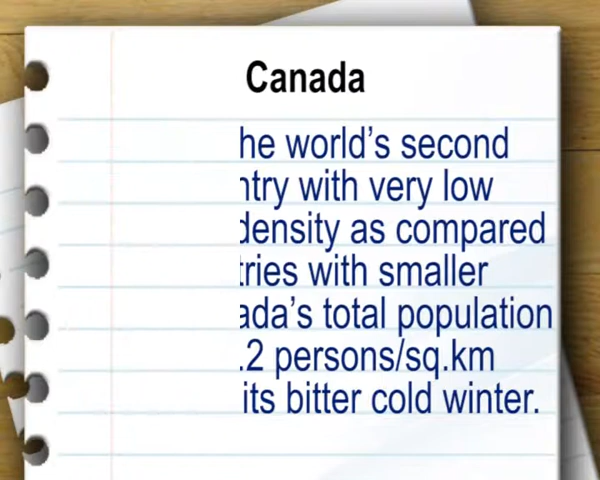 Canada
he world's second
ntry with very low
density as compared
tries with smaller
ada's total population
.2 persons/sq.km
its bitter cold winter.